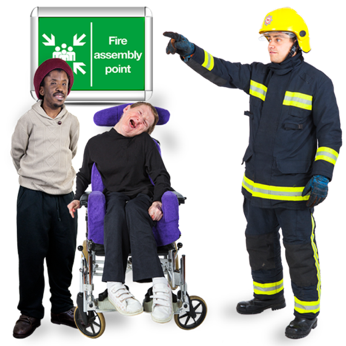 Fire
assembly
point